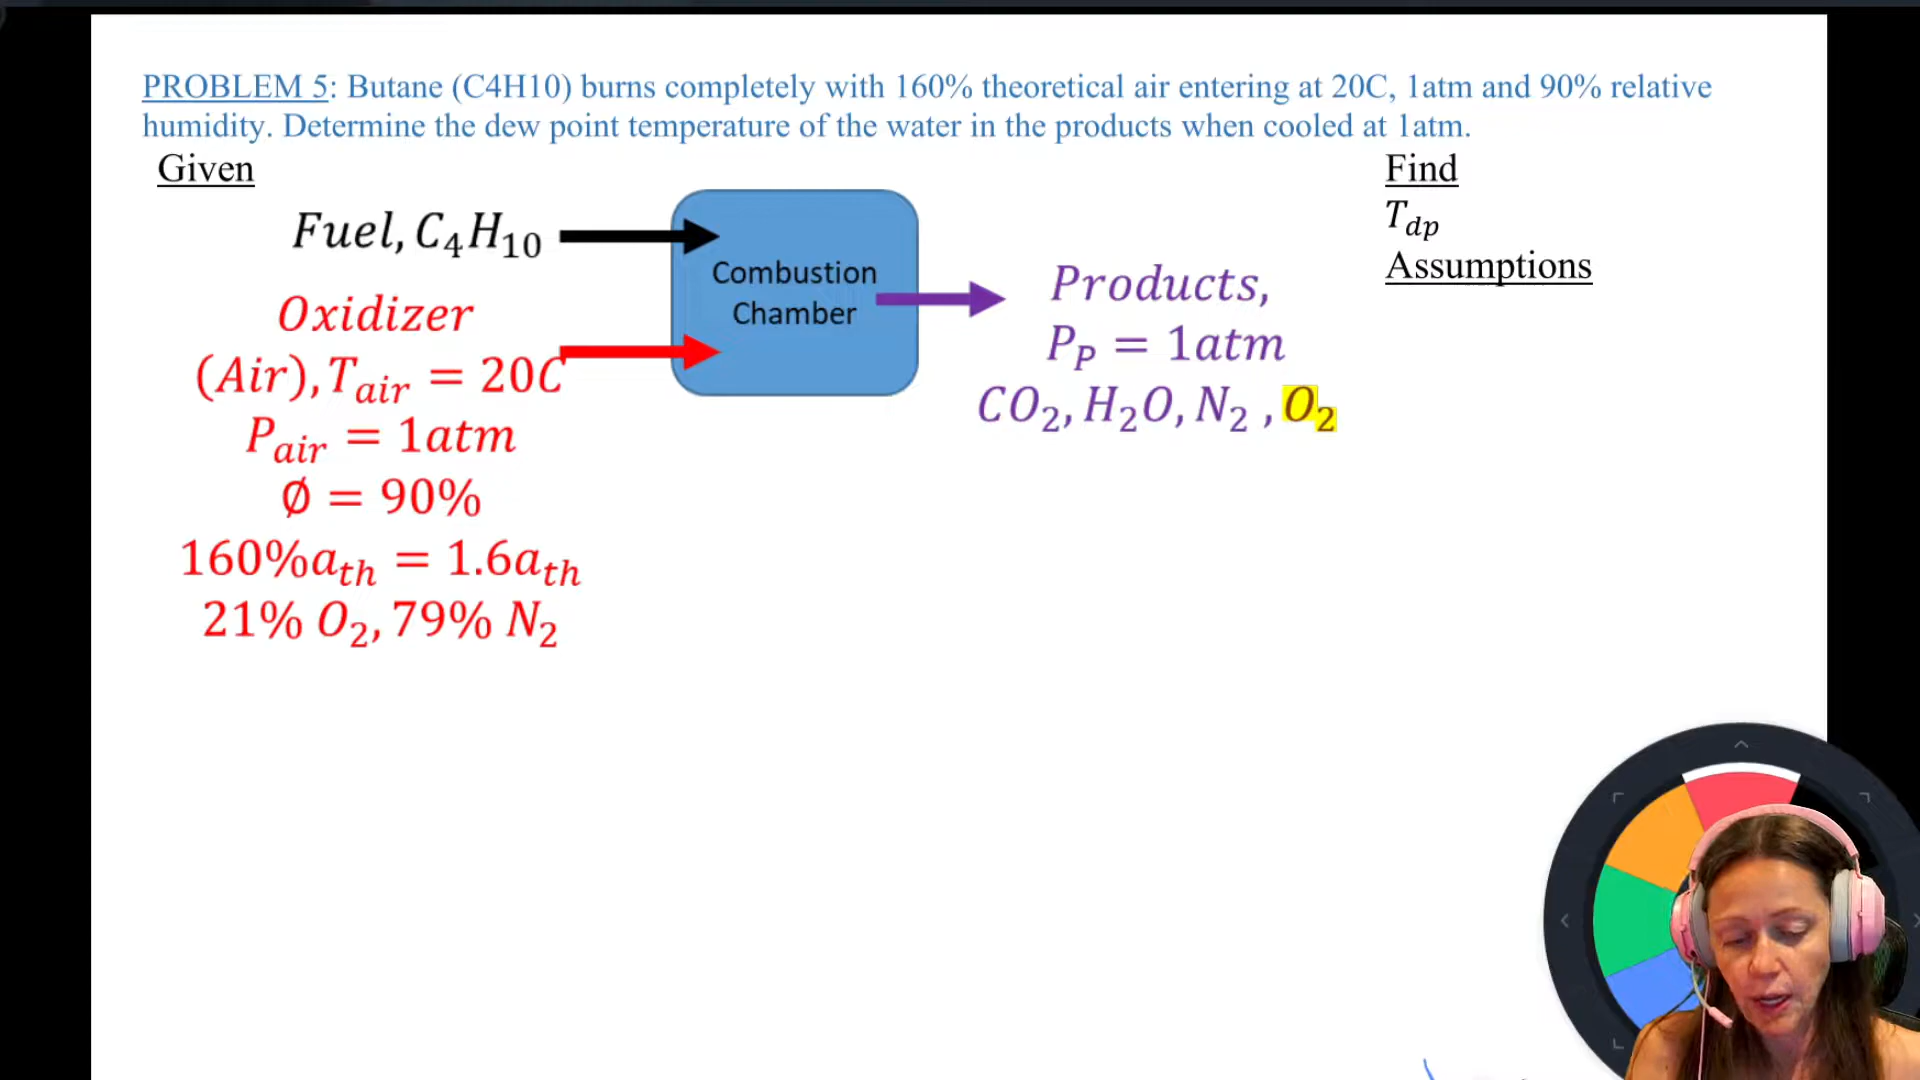 PROBLEM 5: Butane (C4H10) burns completely with 160% theoretical air entering at 20C, 1atm and 90% relative
humidity. Determine the dew point temperature of the water in the products when cooled at 1atm.
Given
Fuel, C₄H₁₀
Oxidizer
(Air), T_air = 20C
P_air = 1atm
∅ = 90%
160%a_th = 1.6a_th
21% O₂, 79% N₂
Combustion
Chamber
Products,
P_P = 1atm
CO₂, H₂O, N₂ , O₂
Find
T_dp
Assumptions